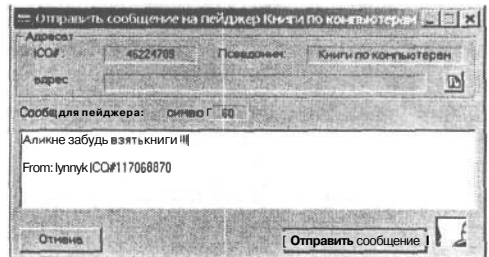 Отправить сообщение на пейджер Книги по компьютерам
Адресат
ICQ#: 46224709 Псевдоним: Книги по компьютерам
адрес
Сообщ для пейджера: символ 60
Аликне забудь взять книги !!!
From: lynnyk ICQ#117068870
Отмена Отправить сообщение